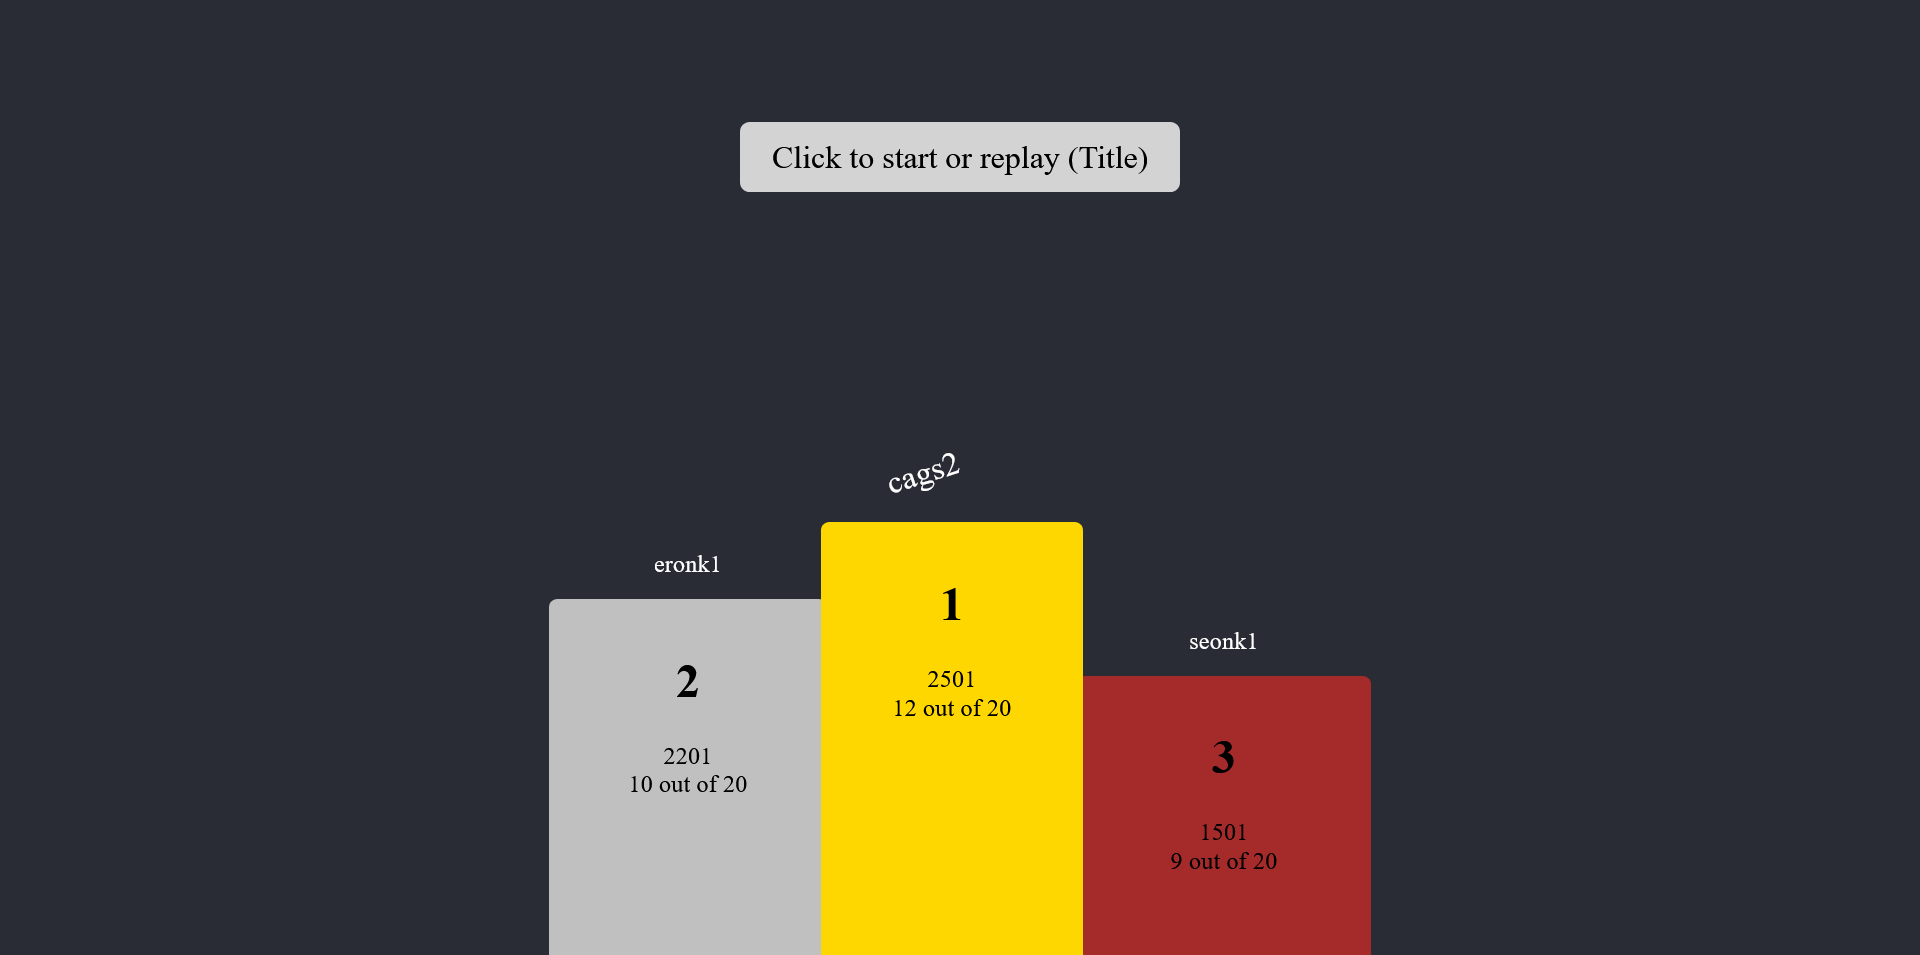 Click to start or replay (Title)
cags2
eronk1
1
seonk1
2
2501
12 out of 20
3
2201
10 out of 20
1501
9 out of 20